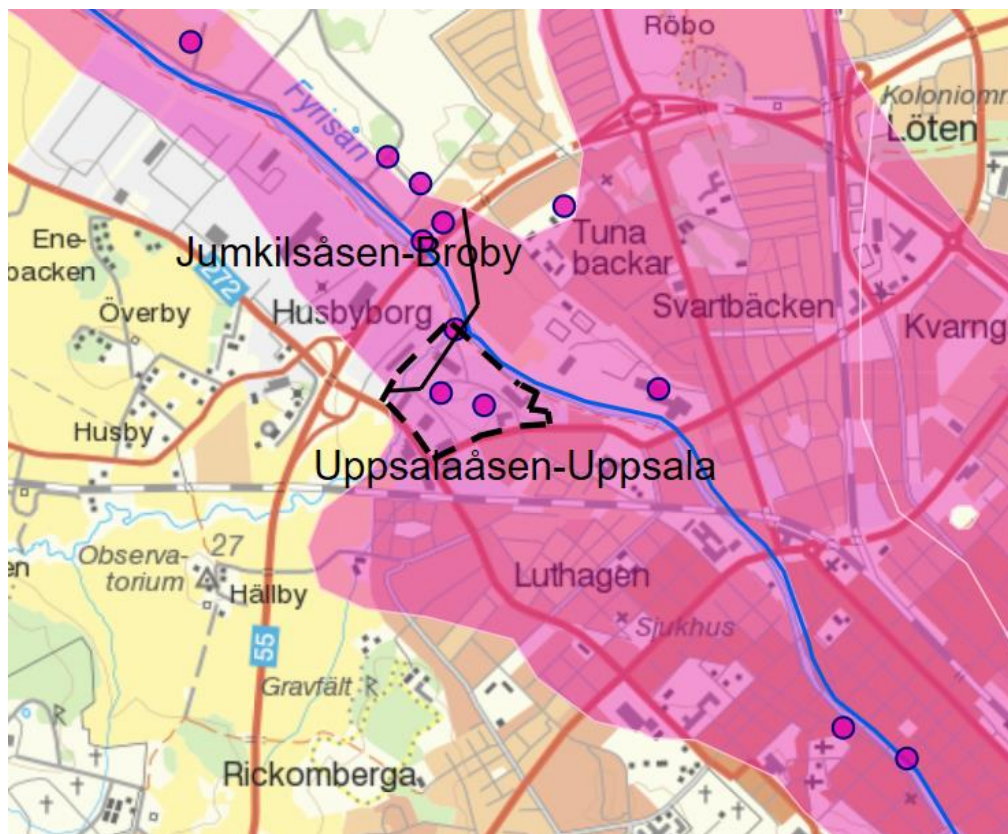 Röbo
Fyrisån
Koloniomr
Löten
Tuna
backar
Ene-
backen
Jumkilsåsen-Broby
272
Husbyborg
Överby
Svartbäcken
Kvarng
Husby
Uppsalaåsen-Uppsala
27
Observa-
torium
en
Hällby
Luthagen
Sjukhus
55
Gravfält
R
Rickomberga